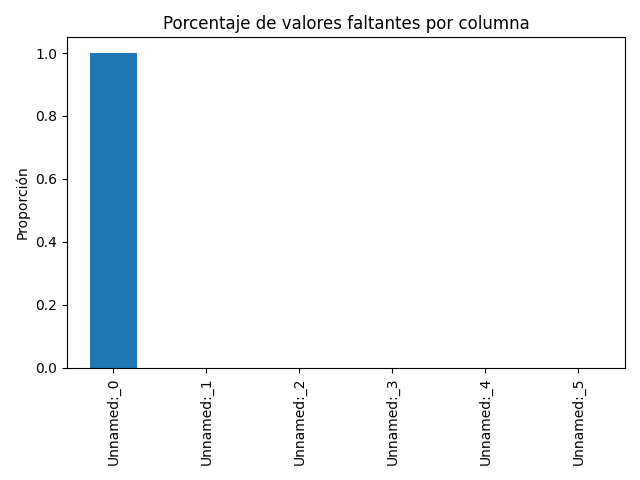 Porcentaje de valores faltantes por columna
Proporción
1.0
0.8
0.6
0.4
0.2
0.0
Unnamed:_0
Unnamed:_1
Unnamed:_2
Unnamed:_3
Unnamed:_4
Unnamed:_5